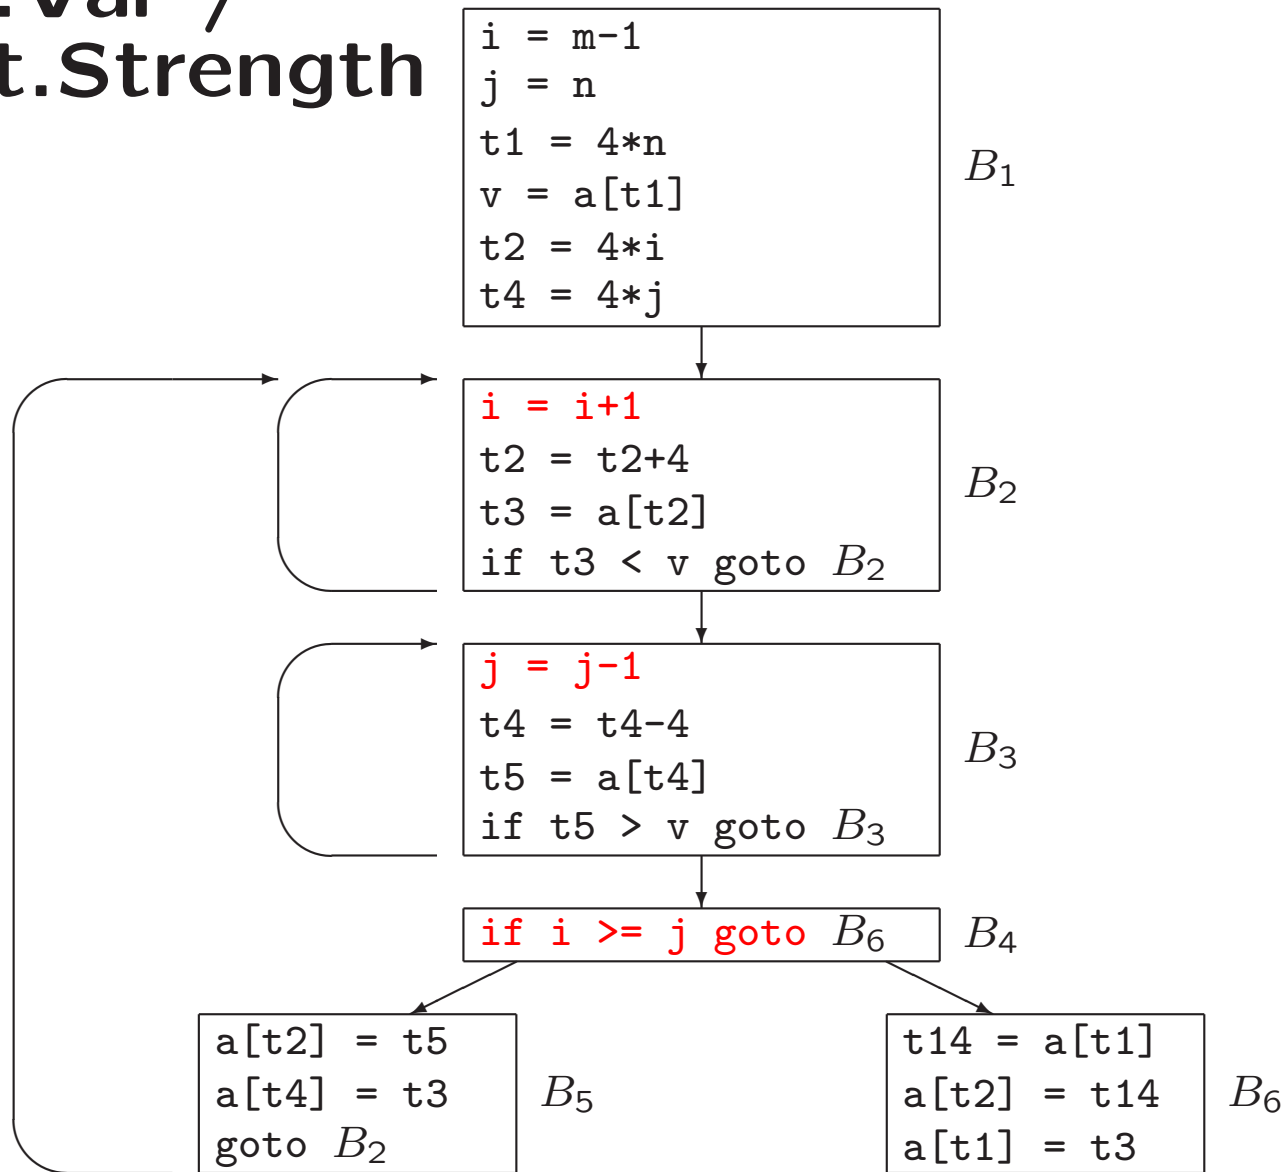 .Var /
t.Strength
i = m-1
j = n
t1 = 4*n
v = a[t1]
t2 = 4*i
t4 = 4*j
B1
i = i+1
t2 = t2+4
t3 = a[t2]
if t3 < v goto B2
B2
j = j-1
t4 = t4-4
t5 = a[t4]
if t5 > v goto B3
B3
if i >= j goto B6
B4
a[t2] = t5
a[t4] = t3
goto B2
B5
t14 = a[t1]
a[t2] = t14
a[t1] = t3
B6